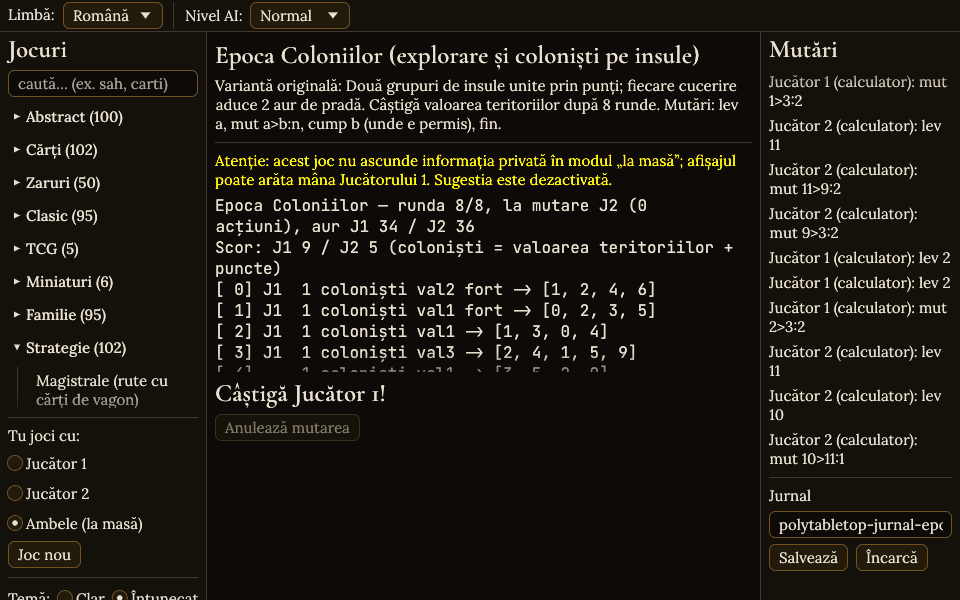 Limbă: Română ▼ Nivel AI: Normal ▼
Jocuri
caută... (ex. sah, carti)
▸ Abstract (100)
▸ Cărți (102)
▸ Zaruri (50)
▸ Clasic (95)
▸ TCG (5)
▸ Miniaturi (6)
▸ Familie (95)
▾ Strategie (102)
Magistrale (rute cu
cărți de vagon)
Tu joci cu:
Jucător 1
Jucător 2
Ambele (la masă)
Joc nou
Temă: Clar Întunecat
Epoca Coloniilor (explorare și coloniști pe insule)
Variantă originală: Două grupuri de insule unite prin punți; fiecare cucerire
aduce 2 aur de pradă. Câștigă valoarea teritoriilor după 8 runde. Mutări: lev
a, mut a>b:n, cump b (unde e permis), fin.
Atenție: acest joc nu ascunde informația privată în modul „la masă”; afișajul
poate arăta mâna Jucătorului 1. Sugestia este dezactivată.
Epoca Coloniilor — runda 8/8, la mutare J2 (0
acțiuni), aur J1 34 / J2 36
Scor: J1 9 / J2 5 (coloniști = valoarea teritoriilor +
puncte)
[ 0] J1  1 coloniști val2 fort -> [1, 2, 4, 6]
[ 1] J1  1 coloniști val1 fort -> [0, 2, 3, 5]
[ 2] J1  1 coloniști val1 -> [1, 3, 0, 4]
[ 3] J1  1 coloniști val3 -> [2, 4, 1, 5, 9]
Câștigă Jucător 1!
Anulează mutarea
Mutări
Jucător 1 (calculator): mut
1>3:2
Jucător 2 (calculator): lev
11
Jucător 2 (calculator):
mut 11>9:2
Jucător 2 (calculator):
mut 9>3:2
Jucător 1 (calculator): lev 2
Jucător 1 (calculator): lev 2
Jucător 1 (calculator): mut
2>3:2
Jucător 2 (calculator): lev
11
Jucător 2 (calculator): lev
10
Jucător 2 (calculator):
mut 10>11:1
Jurnal
polytabletop-jurnal-epo
Salvează Încarcă